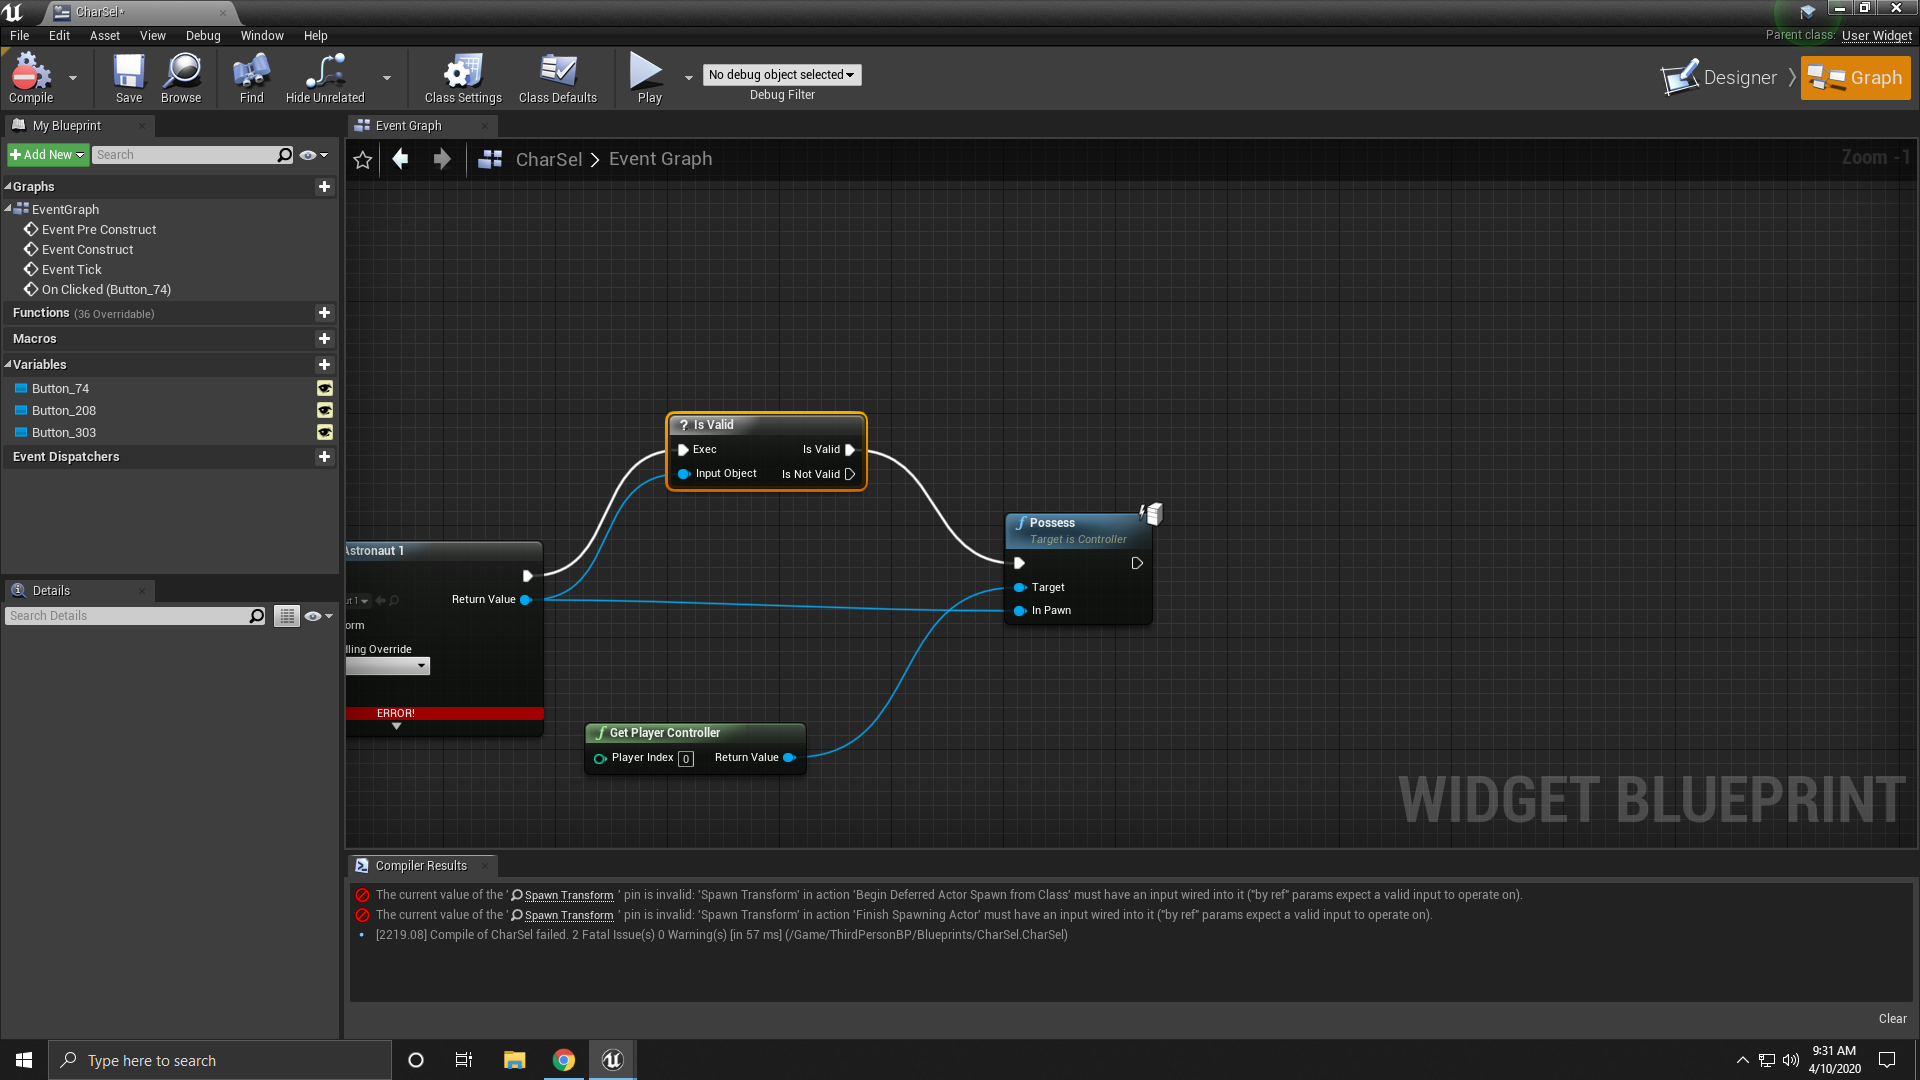 CharSel*
File Edit Asset View Debug Window Help
Parent class: User Widget
Compile Save Browse Find Hide Unrelated Class Settings Class Defaults Play
No debug object selected
Debug Filter
Designer Graph
My Blueprint
Add New Search
Graphs
EventGraph
Event Pre Construct
Event Construct
Event Tick
On Clicked (Button_74)
Functions (36 Overridable)
Macros
Variables
Button_74
Button_208
Button_303
Event Dispatchers
Details
Search Details
Event Graph
CharSel > Event Graph
Zoom -1
? Is Valid
Exec Is Valid
Input Object Is Not Valid
f Possess
Target is Controller
Target
In Pawn
Astronaut 1
Return Value
ut 1
orm
lling Override
ERROR!
f Get Player Controller
Player Index 0 Return Value
WIDGET BLUEPRINT
Compiler Results
The current value of the ' Spawn Transform ' pin is invalid: 'Spawn Transform' in action 'Begin Deferred Actor Spawn from Class' must have an input wired into it ("by ref" params expect a valid input to operate on).
The current value of the ' Spawn Transform ' pin is invalid: 'Spawn Transform' in action 'Finish Spawning Actor' must have an input wired into it ("by ref" params expect a valid input to operate on).
[2219.08] Compile of CharSel failed. 2 Fatal Issue(s) 0 Warning(s) [in 57 ms] (/Game/ThirdPersonBP/Blueprints/CharSel.CharSel)
Clear
Type here to search
9:31 AM
4/10/2020